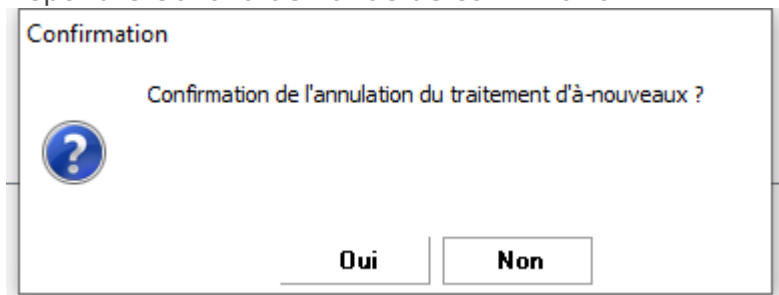 Confirmation
Confirmation de l'annulation du traitement d'à-nouveaux ?
?
Oui
Non